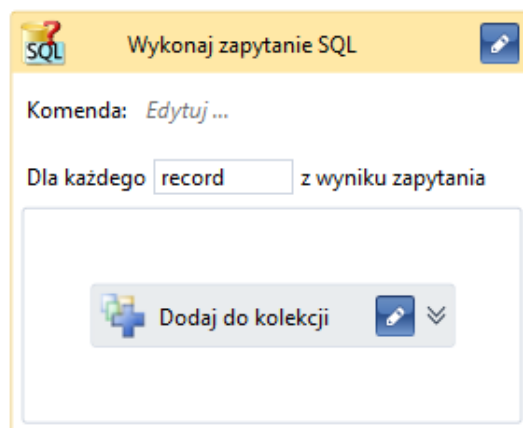 SQL Wykonaj zapytanie SQL
Komenda: Edytuj ...
Dla każdego record z wyniku zapytania
Dodaj do kolekcji